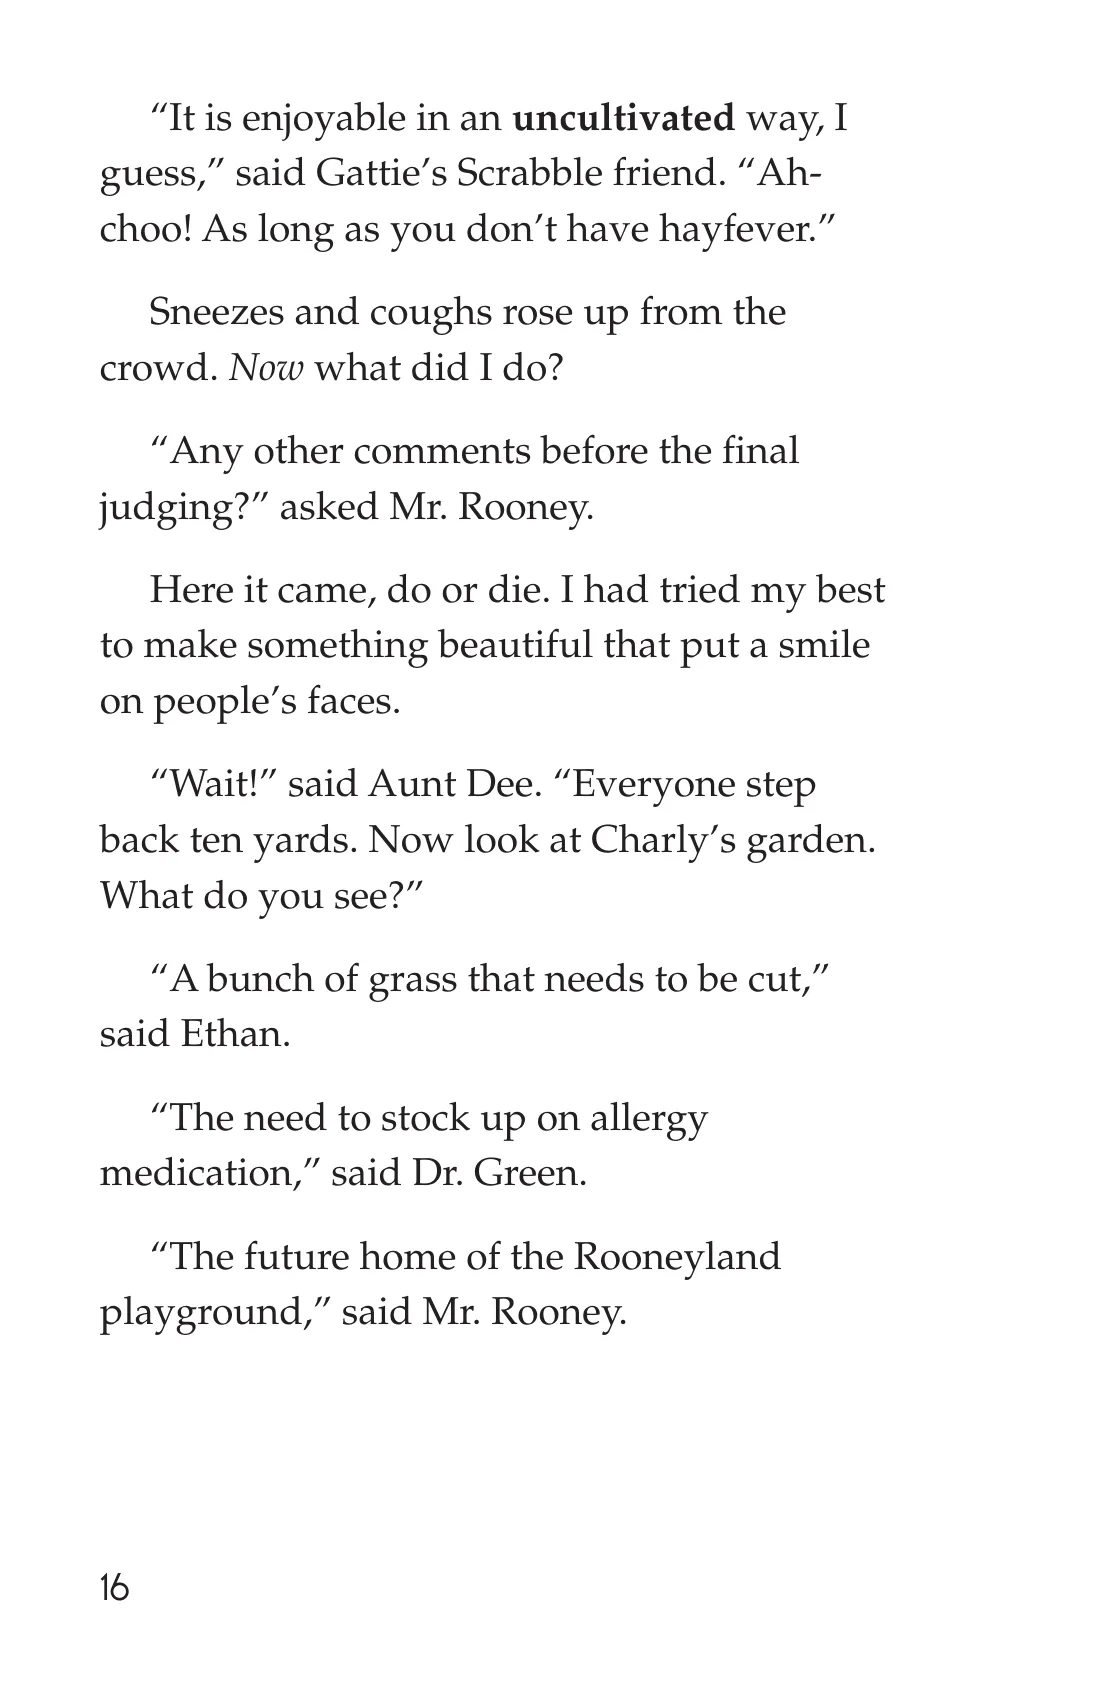 “It is enjoyable in an uncultivated way, I
guess,” said Gattie’s Scrabble friend. “Ah-
choo! As long as you don’t have hayfever.”
Sneezes and coughs rose up from the
crowd. Now what did I do?
“Any other comments before the final
judging?” asked Mr. Rooney.
Here it came, do or die. I had tried my best
to make something beautiful that put a smile
on people’s faces.
“Wait!” said Aunt Dee. “Everyone step
back ten yards. Now look at Charly’s garden.
What do you see?”
“A bunch of grass that needs to be cut,”
said Ethan.
“The need to stock up on allergy
medication,” said Dr. Green.
“The future home of the Rooneyland
playground,” said Mr. Rooney.
16